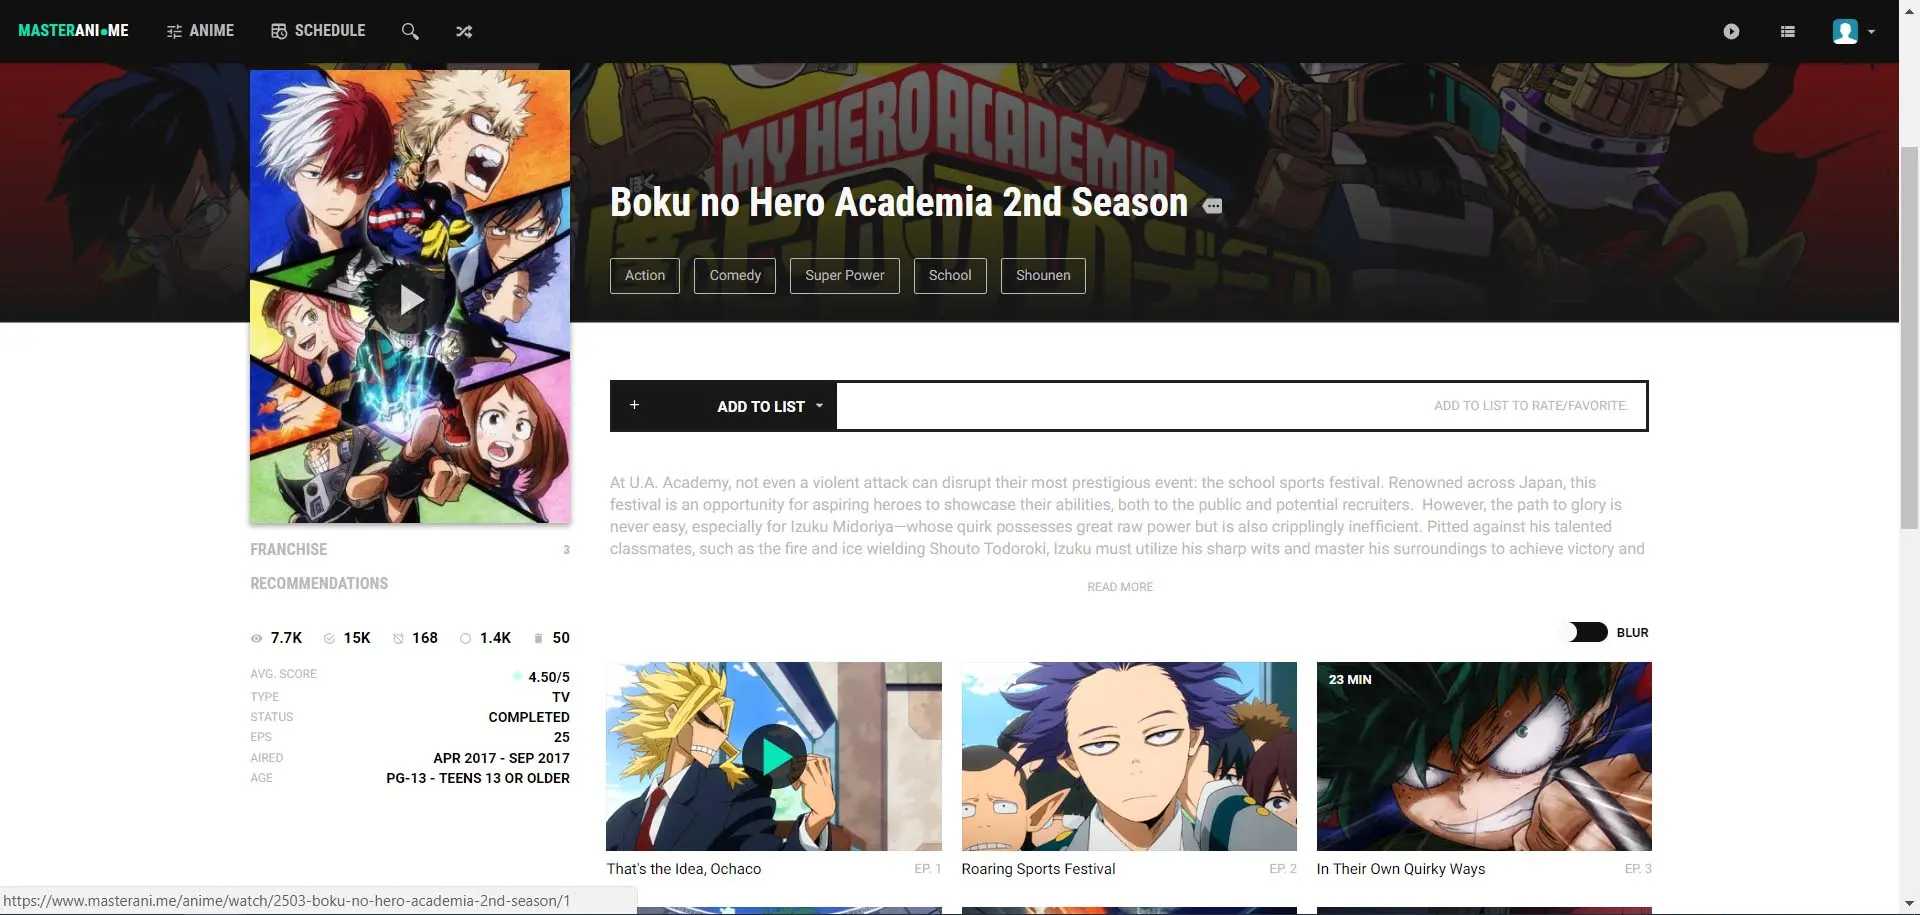 MASTERANI•ME
ANIME
SCHEDULE
MY HERO ACADEMIA
Boku no Hero Academia 2nd Season
Action
Comedy
Super Power
School
Shounen
+ ADD TO LIST
ADD TO LIST TO RATE/FAVORITE.
At U.A. Academy, not even a violent attack can disrupt their most prestigious event: the school sports festival. Renowned across Japan, this
festival is an opportunity for aspiring heroes to showcase their abilities, both to the public and potential recruiters. However, the path to glory is
never easy, especially for Izuku Midoriya—whose quirk possesses great raw power but is also cripplingly inefficient. Pitted against his talented
classmates, such as the fire and ice wielding Shouto Todoroki, Izuku must utilize his sharp wits and master his surroundings to achieve victory and
READ MORE
FRANCHISE 3
RECOMMENDATIONS
7.7K 15K 168 1.4K 50
AVG. SCORE 4.50/5
TYPE TV
STATUS COMPLETED
EPS 25
AIRED APR 2017 - SEP 2017
AGE PG-13 - TEENS 13 OR OLDER
BLUR
23 MIN
That's the Idea, Ochaco EP. 1
Roaring Sports Festival EP. 2
In Their Own Quirky Ways EP. 3
https://www.masterani.me/anime/watch/2503-boku-no-hero-academia-2nd-season/1